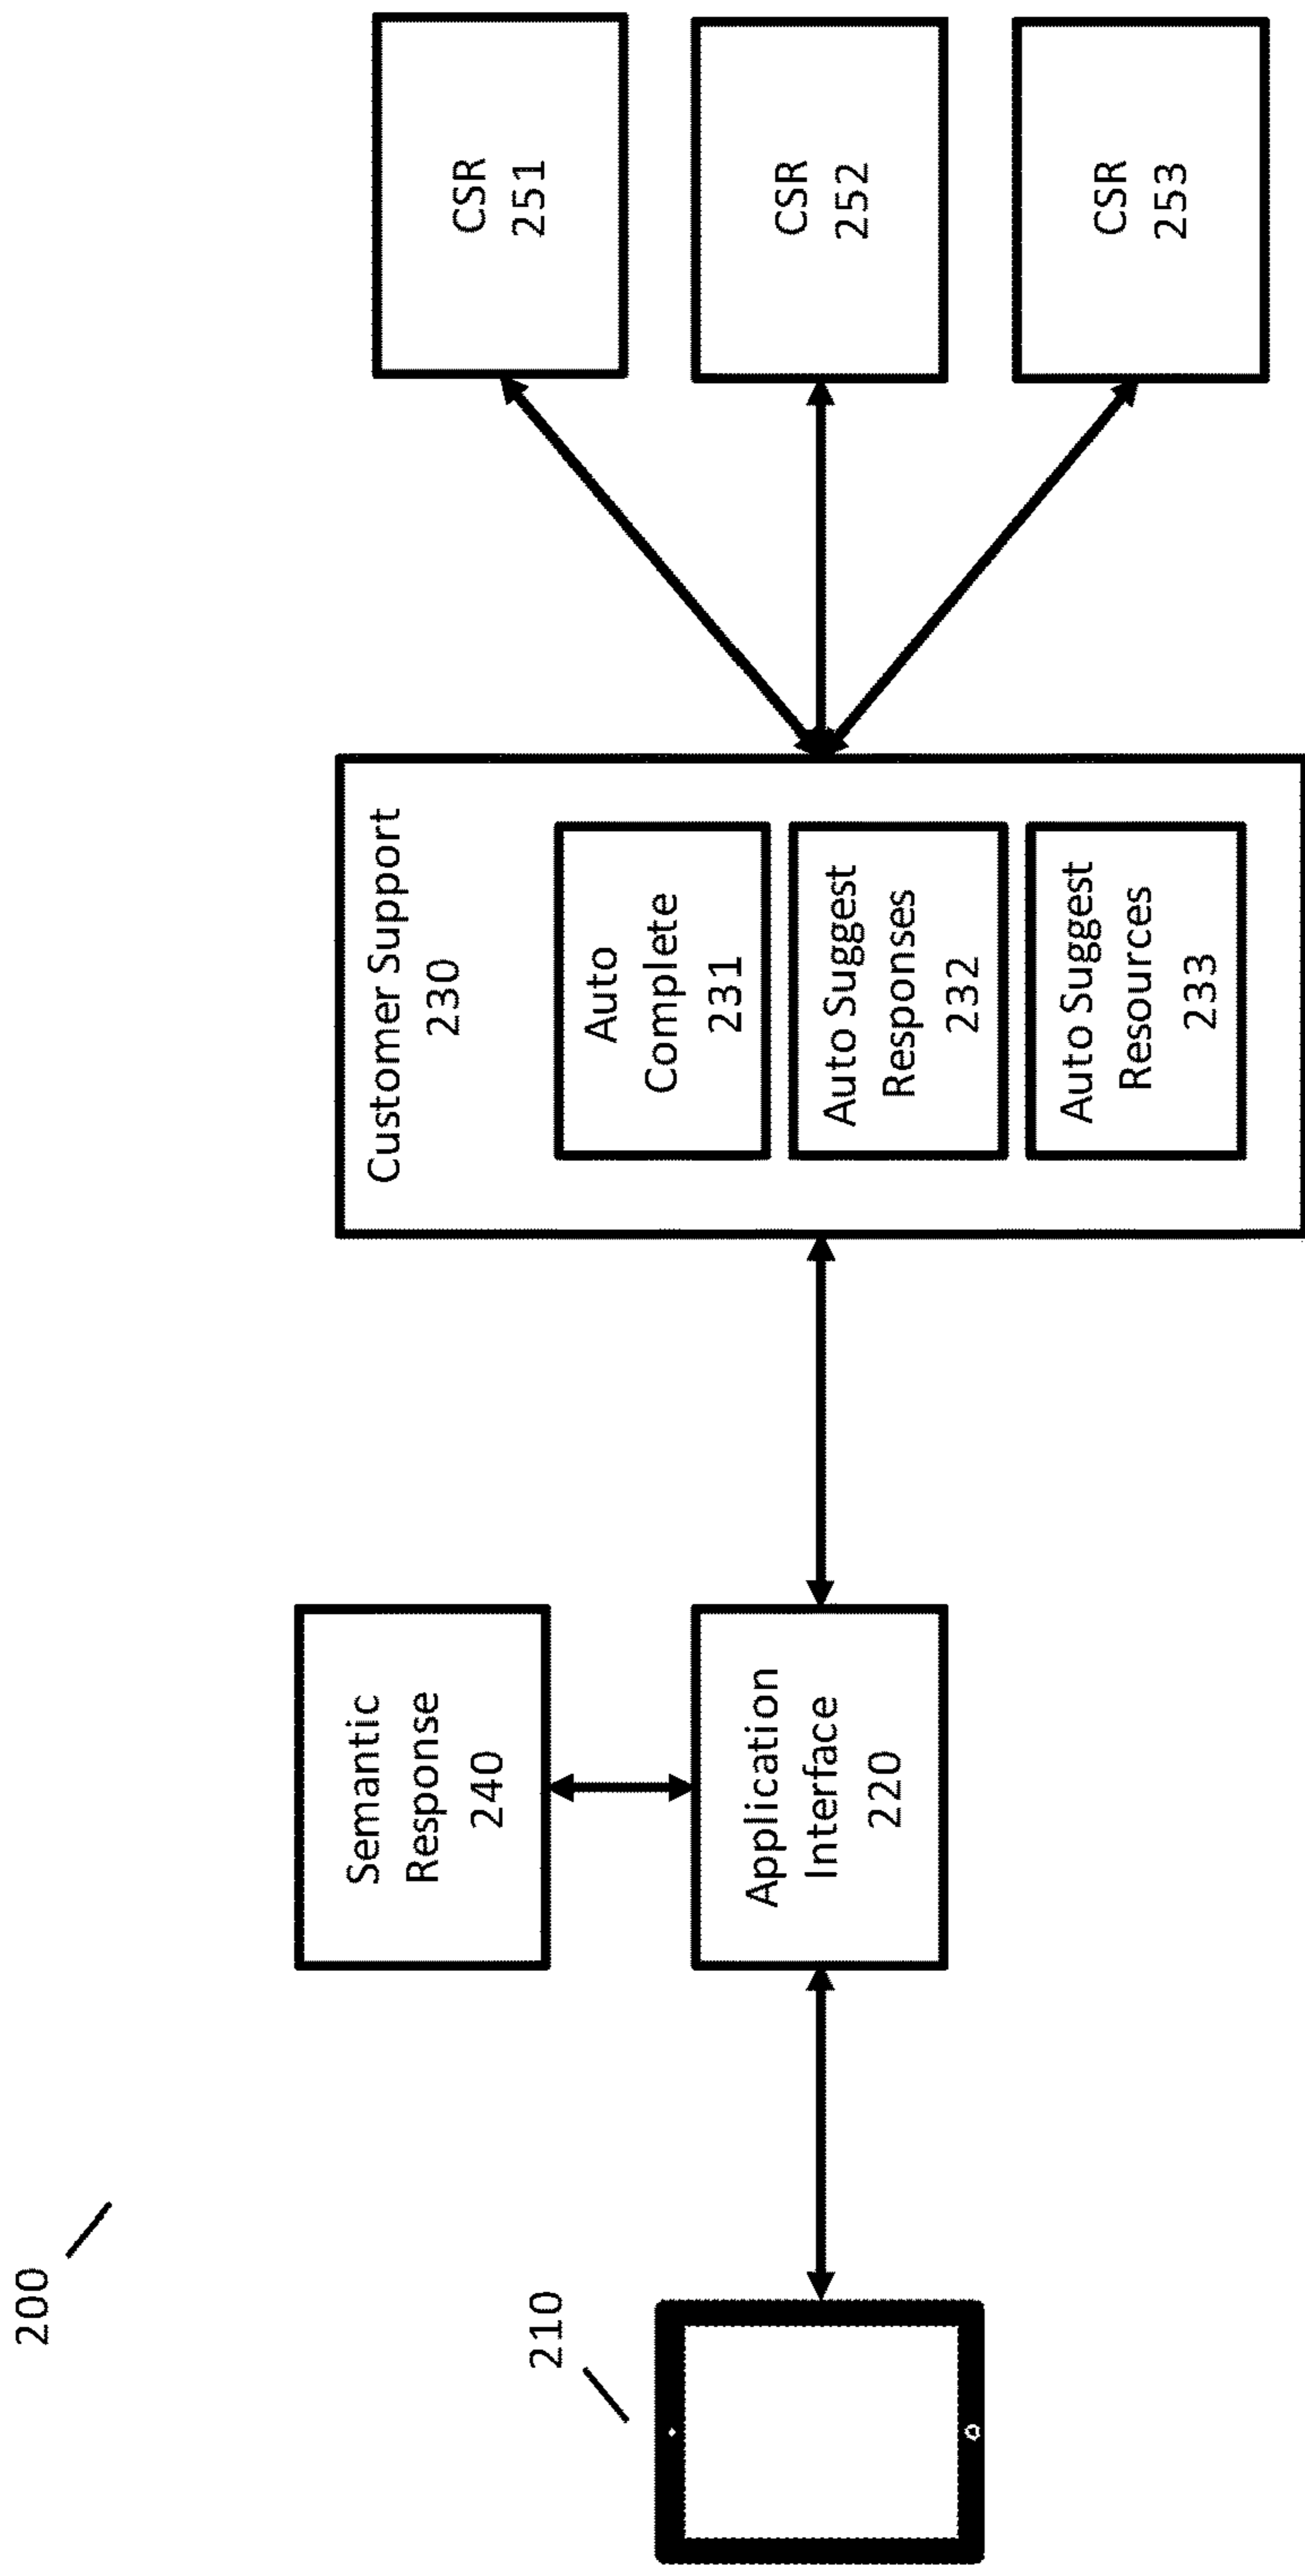 200
210
Semantic
Response
240
Application
Interface
220
Customer Support
230
Auto
Complete
231
Auto Suggest
Responses
232
Auto Suggest
Resources
233
CSR
251
CSR
252
CSR
253